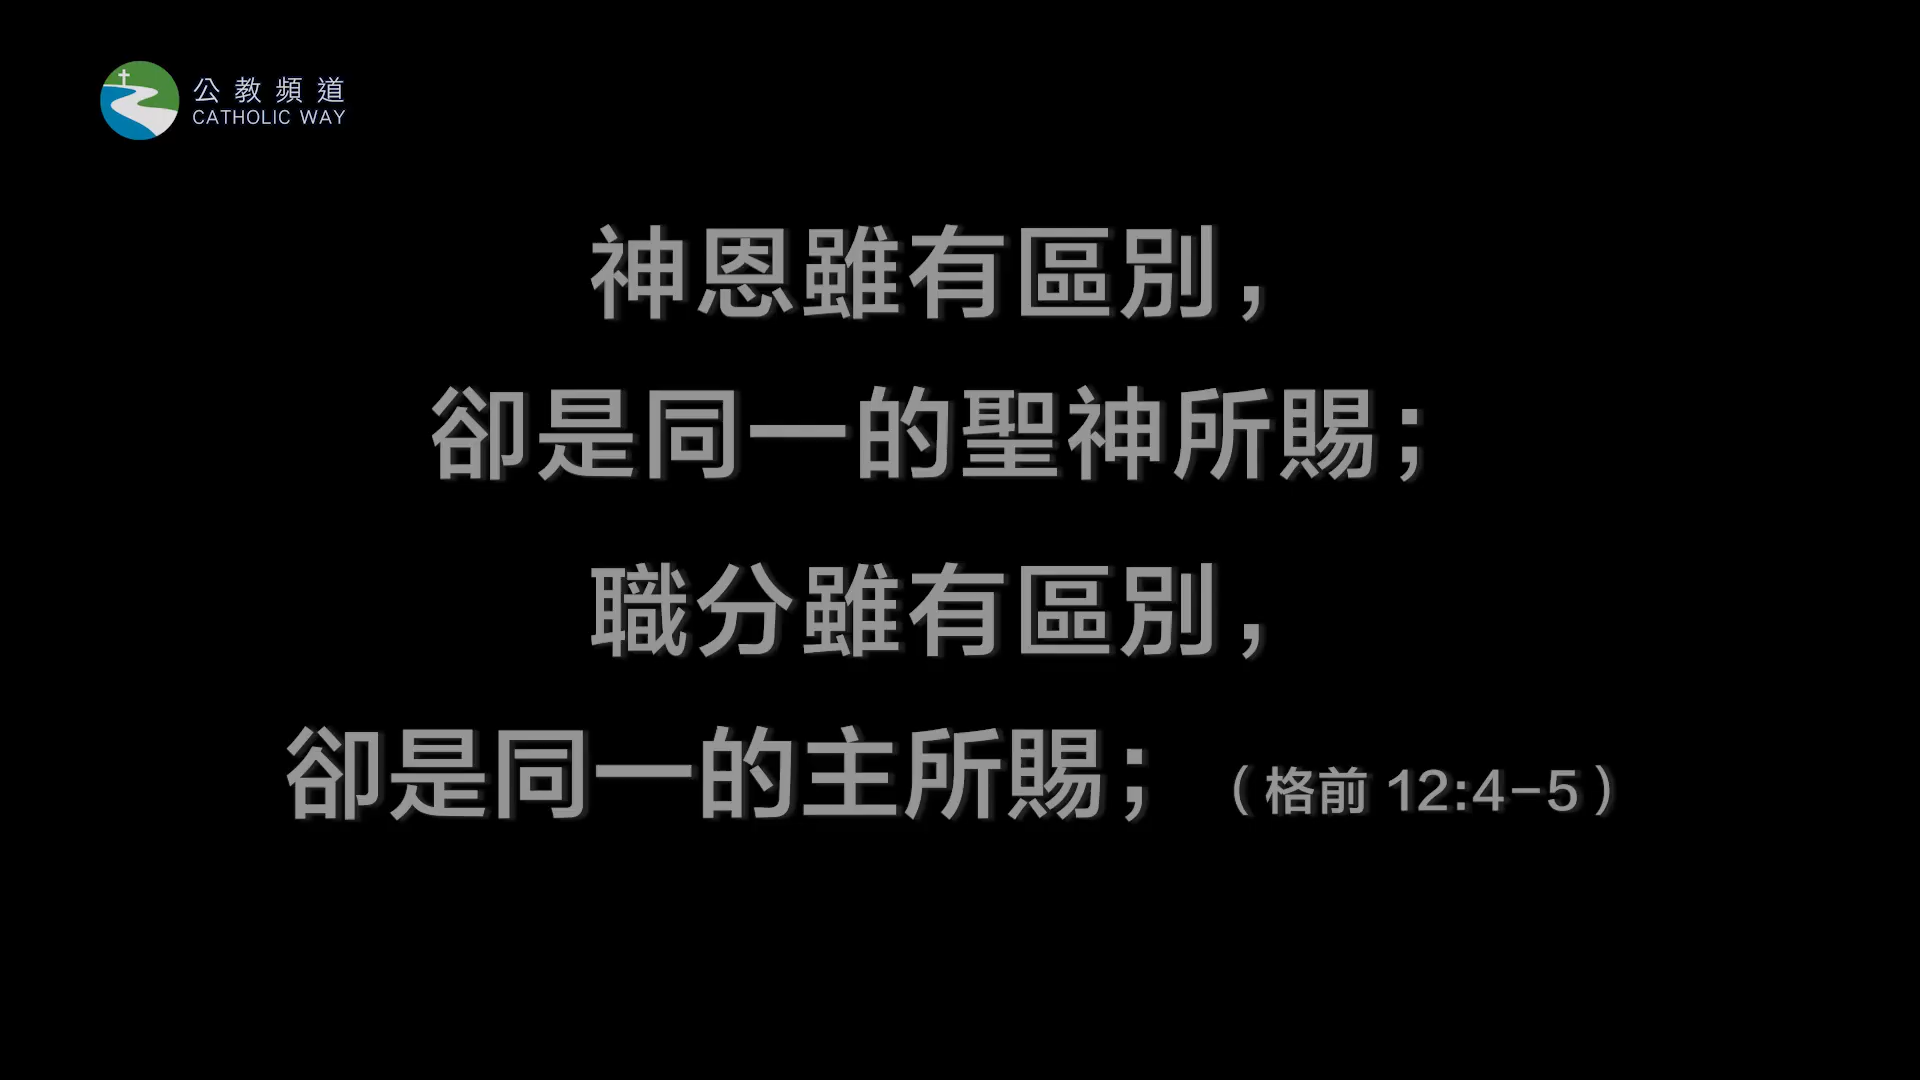 公教頻道
CATHOLIC WAY
神恩雖有區別，
卻是同一的聖神所賜；
職分雖有區別，
卻是同一的主所賜；（格前 12:4-5）